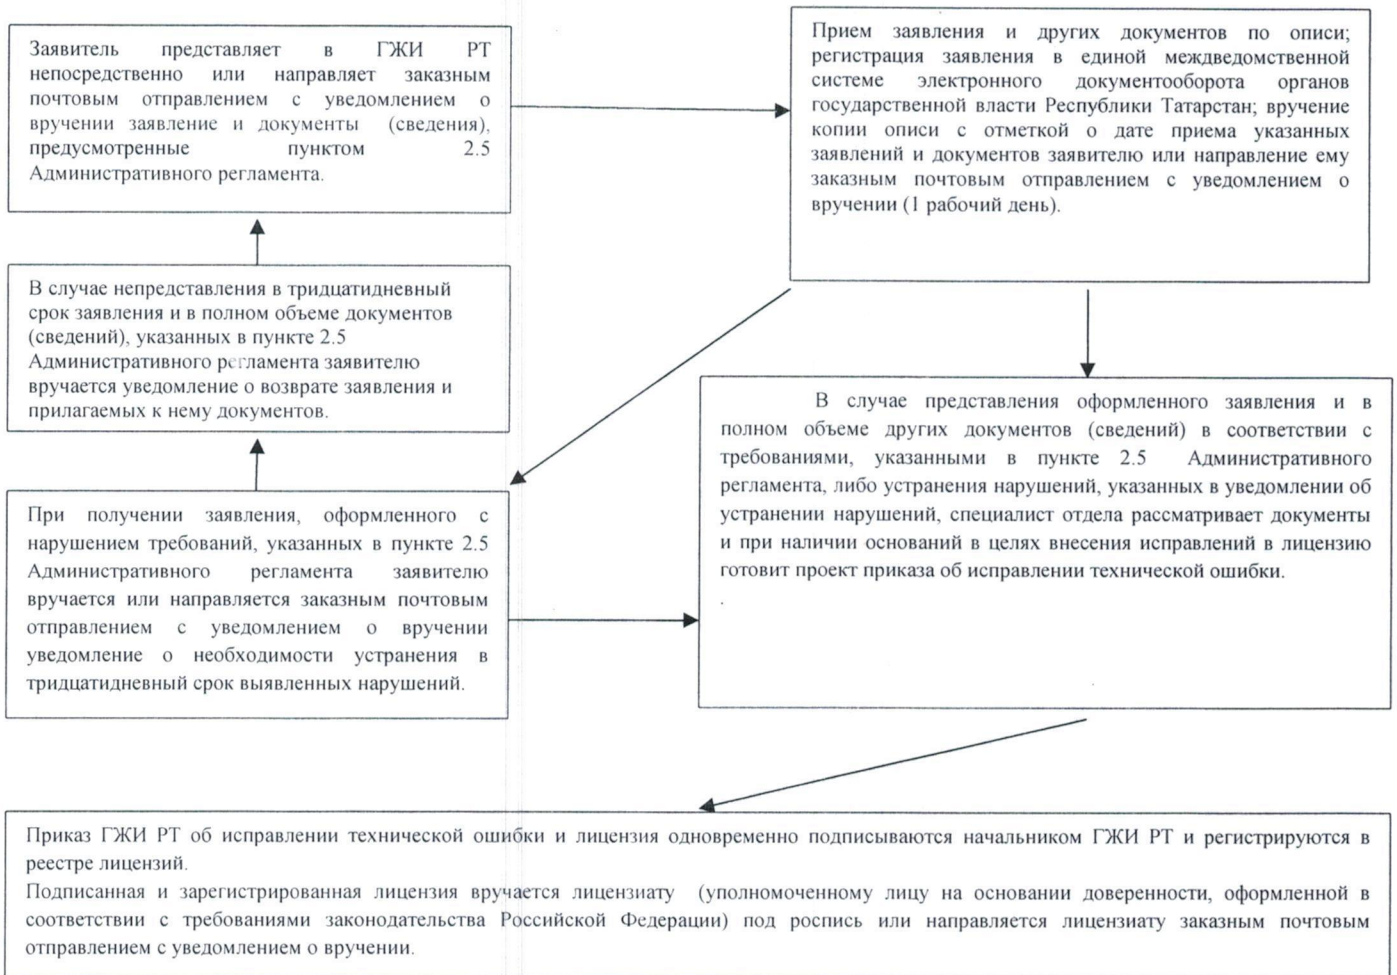 Заявитель представляет в ГЖИ РТ
непосредственно или направляет заказным
почтовым отправлением с уведомлением о
вручении заявление и документы (сведения),
предусмотренные пунктом 2.5
Административного регламента.
Прием заявления и других документов по описи;
регистрация заявления в единой междведомственной
системе электронного документооборота органов
государственной власти Республики Татарстан; вручение
копии описи с отметкой о дате приема указанных
заявлений и документов заявителю или направление ему
заказным почтовым отправлением с уведомлением о
вручении (1 рабочий день).
В случае непредставления в тридцатидневный
срок заявления и в полном объеме документов
(сведений), указанных в пункте 2.5
Административного регламента заявителю
вручается уведомление о возврате заявления и
прилагаемых к нему документов.
В случае представления оформленного заявления и в
полном объеме других документов (сведений) в соответствии с
требованиями, указанными в пункте 2.5 Административного
регламента, либо устранения нарушений, указанных в уведомлении об
устранении нарушений, специалист отдела рассматривает документы
и при наличии оснований в целях внесения исправлений в лицензию
готовит проект приказа об исправлении технической ошибки.
При получении заявления, оформленного с
нарушением требований, указанных в пункте 2.5
Административного регламента заявителю
вручается или направляется заказным почтовым
отправлением с уведомлением о вручении
уведомление о необходимости устранения в
тридцатидневный срок выявленных нарушений.
Приказ ГЖИ РТ об исправлении технической ошибки и лицензия одновременно подписываются начальником ГЖИ РТ и регистрируются в
реестре лицензий.
Подписанная и зарегистрированная лицензия вручается лицензиату (уполномоченному лицу на основании доверенности, оформленной в
соответствии с требованиями законодательства Российской Федерации) под роспись или направляется лицензиату заказным почтовым
отправлением с уведомлением о вручении.